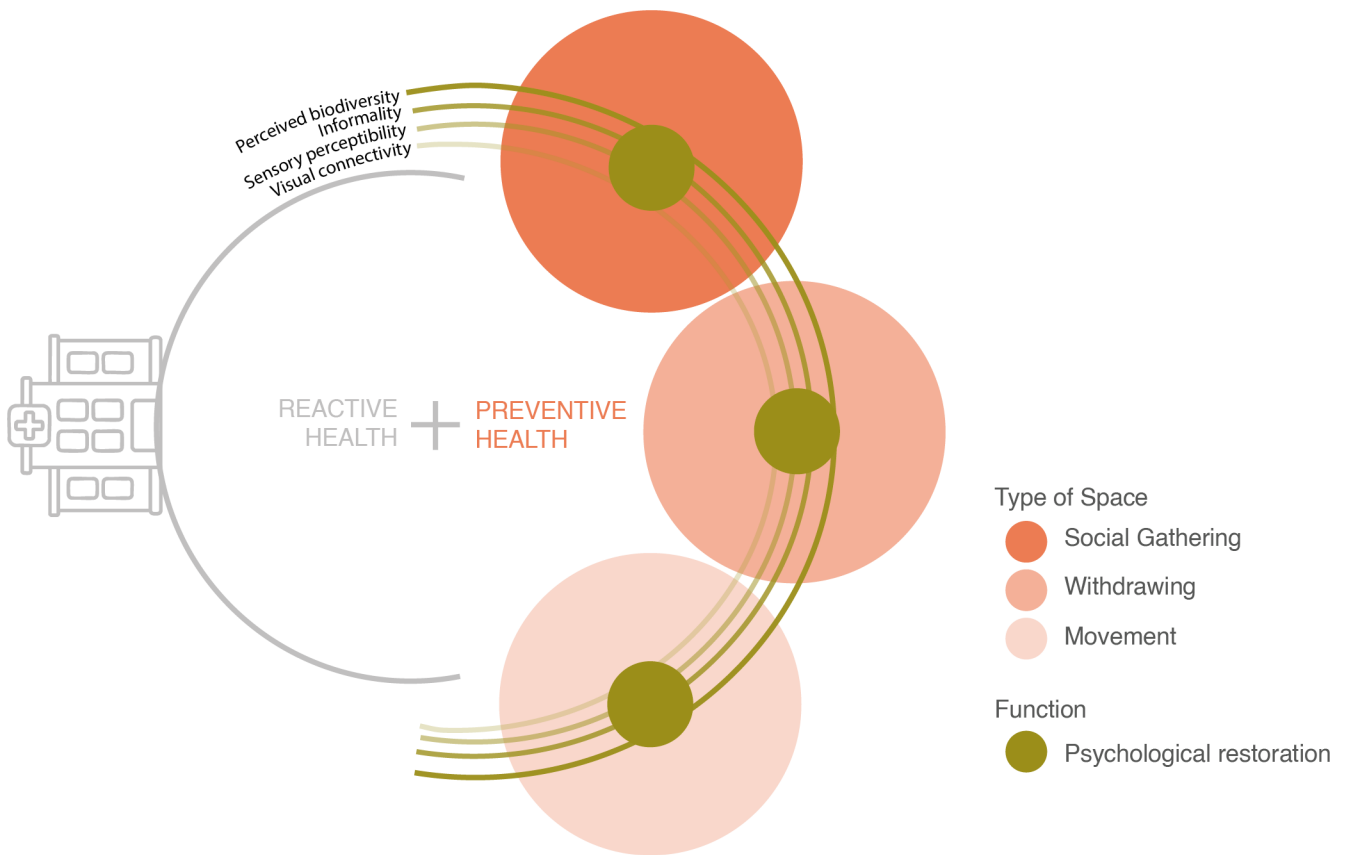 Perceived biodiversity
Informality
Sensory perceptibility
Visual connectivity
REACTIVE
HEALTH
PREVENTIVE
HEALTH
Type of Space
Social Gathering
Withdrawing
Movement
Function
Psychological restoration